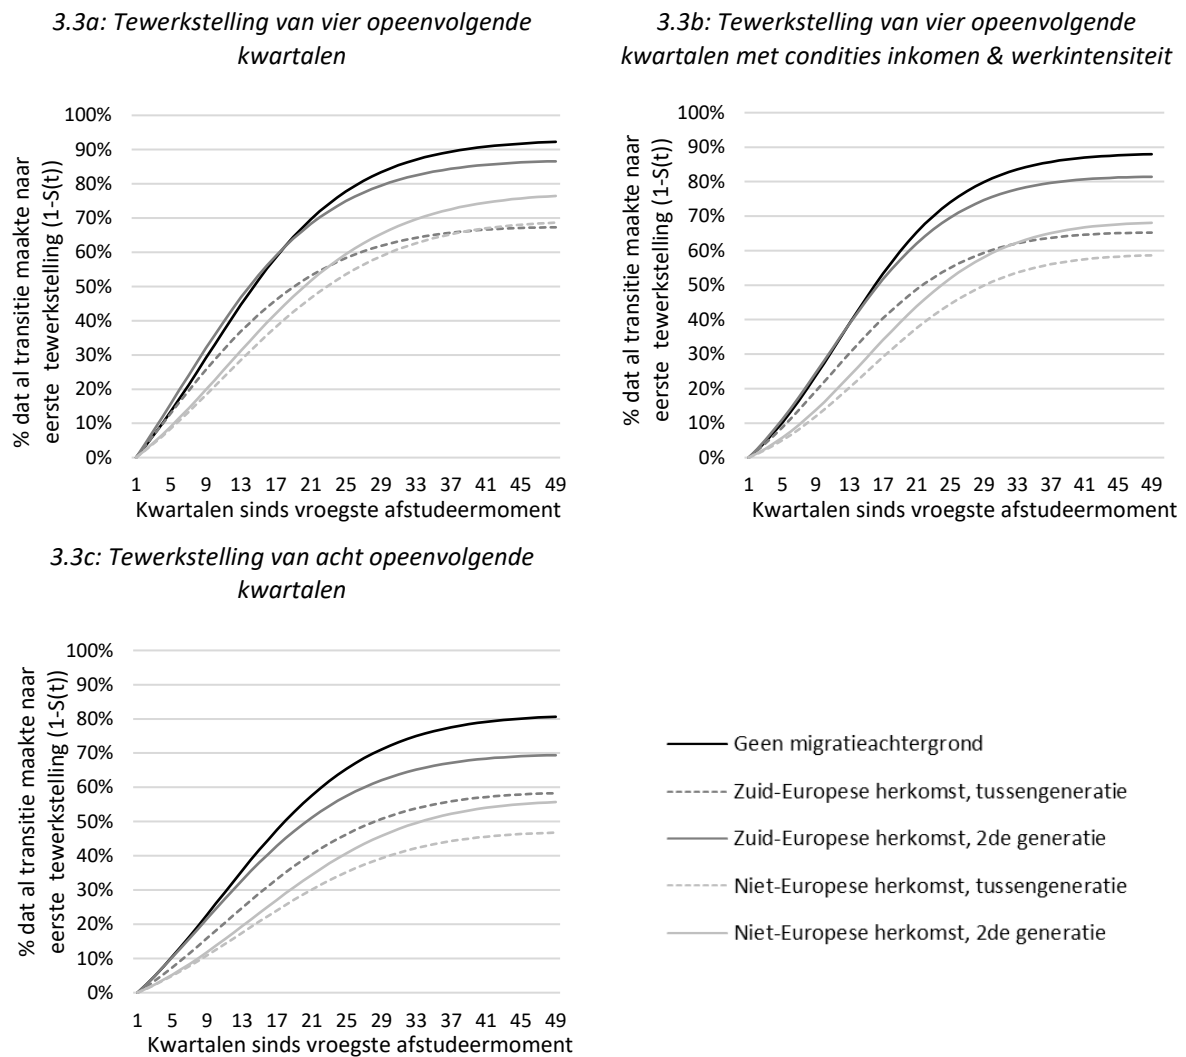 3.3a: Tewerkstelling van vier opeenvolgende
kwartalen
% dat al transitie maakte naar
eerste tewerkstelling (1-S(t))
100%
90%
80%
70%
60%
50%
40%
30%
20%
10%
0%
1 5 9 13 17 21 25 29 33 37 41 45 49
Kwartalen sinds vroegste afstudeermoment
3.3b: Tewerkstelling van vier opeenvolgende
kwartalen met condities inkomen & werkintensiteit
% dat al transitie maakte naar
eerste tewerkstelling (1-S(t))
100%
90%
80%
70%
60%
50%
40%
30%
20%
10%
0%
1 5 9 13 17 21 25 29 33 37 41 45 49
Kwartalen sinds vroegste afstudeermoment
3.3c: Tewerkstelling van acht opeenvolgende
kwartalen
% dat al transitie maakte naar
eerste tewerkstelling (1-S(t))
100%
90%
80%
70%
60%
50%
40%
30%
20%
10%
0%
1 5 9 13 17 21 25 29 33 37 41 45 49
Kwartalen sinds vroegste afstudeermoment
Geen migratieachtergrond
Zuid-Europese herkomst, tussengeneratie
Zuid-Europese herkomst, 2de generatie
Niet-Europese herkomst, tussengeneratie
Niet-Europese herkomst, 2de generatie